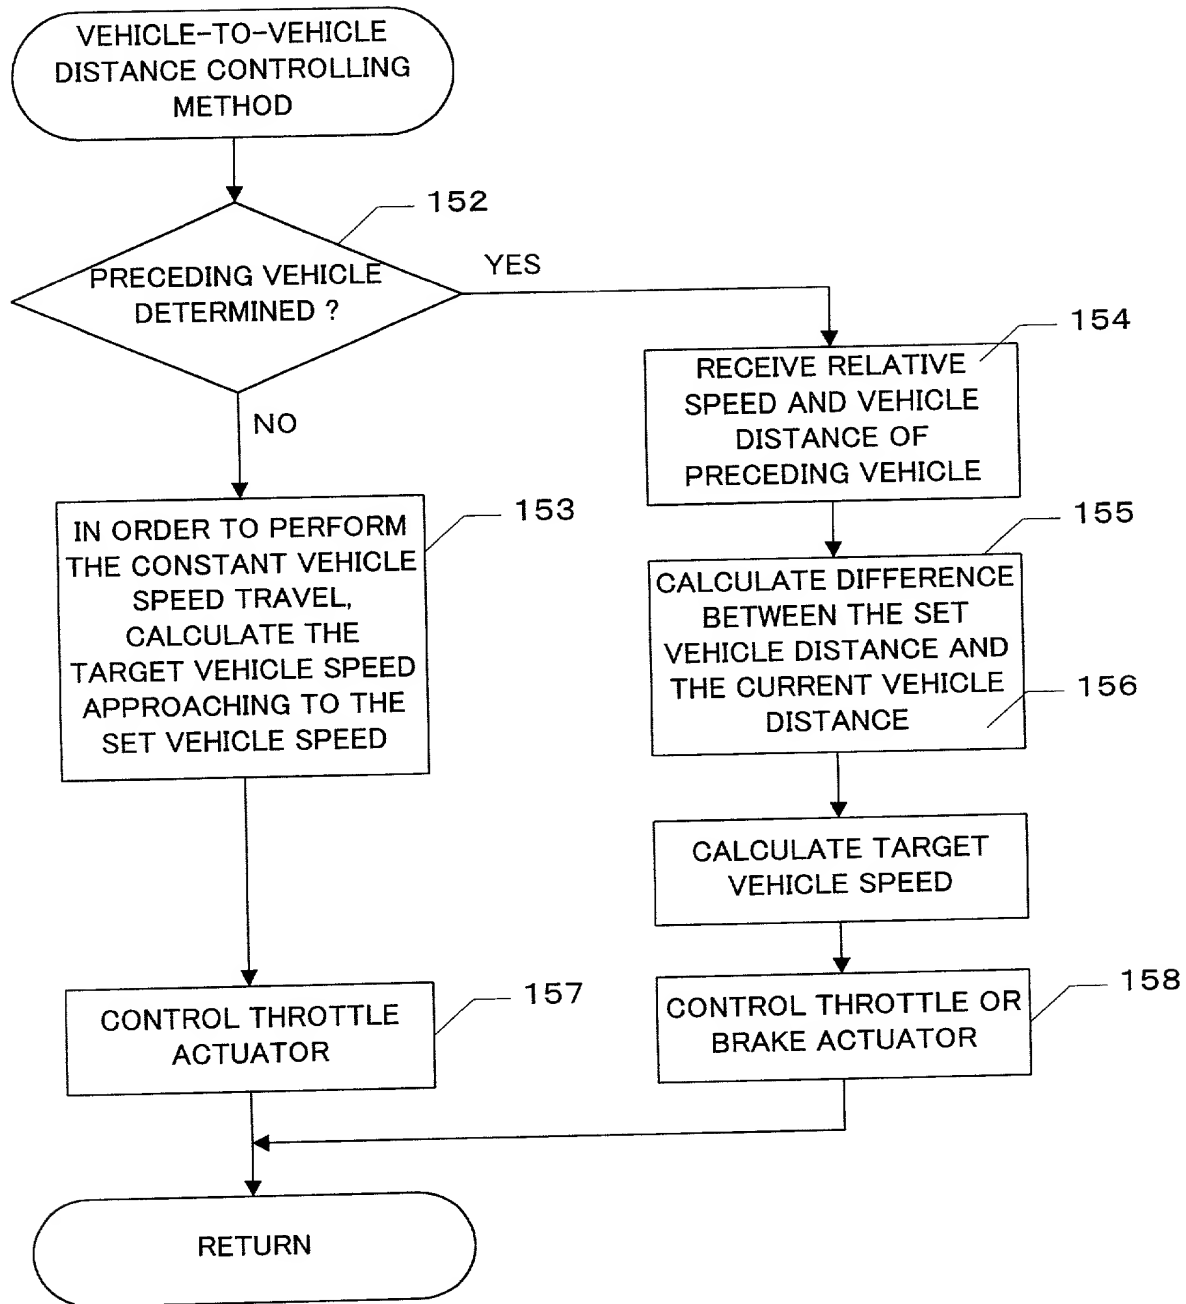 VEHICLE-TO-VEHICLE
DISTANCE CONTROLLING
METHOD
152
PRECEDING VEHICLE
DETERMINED ?
YES
NO
154
RECEIVE RELATIVE
SPEED AND VEHICLE
DISTANCE OF
PRECEDING VEHICLE
153
IN ORDER TO PERFORM
THE CONSTANT VEHICLE
SPEED TRAVEL,
CALCULATE THE
TARGET VEHICLE SPEED
APPROACHING TO THE
SET VEHICLE SPEED
155
CALCULATE DIFFERENCE
BETWEEN THE SET
VEHICLE DISTANCE AND
THE CURRENT VEHICLE
DISTANCE
156
CALCULATE TARGET
VEHICLE SPEED
157
CONTROL THROTTLE
ACTUATOR
158
CONTROL THROTTLE OR
BRAKE ACTUATOR
RETURN